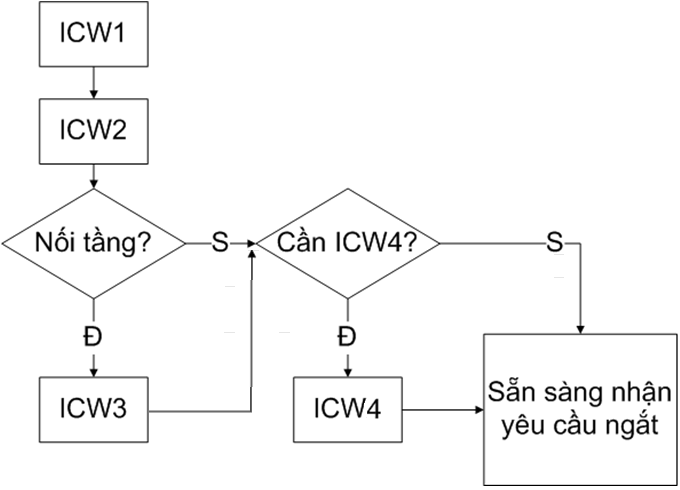 ICW1
ICW2
Nối tầng?
S
Cần ICW4?
S
Đ
Đ
ICW3
ICW4
Sẵn sàng nhận
yêu cầu ngắt